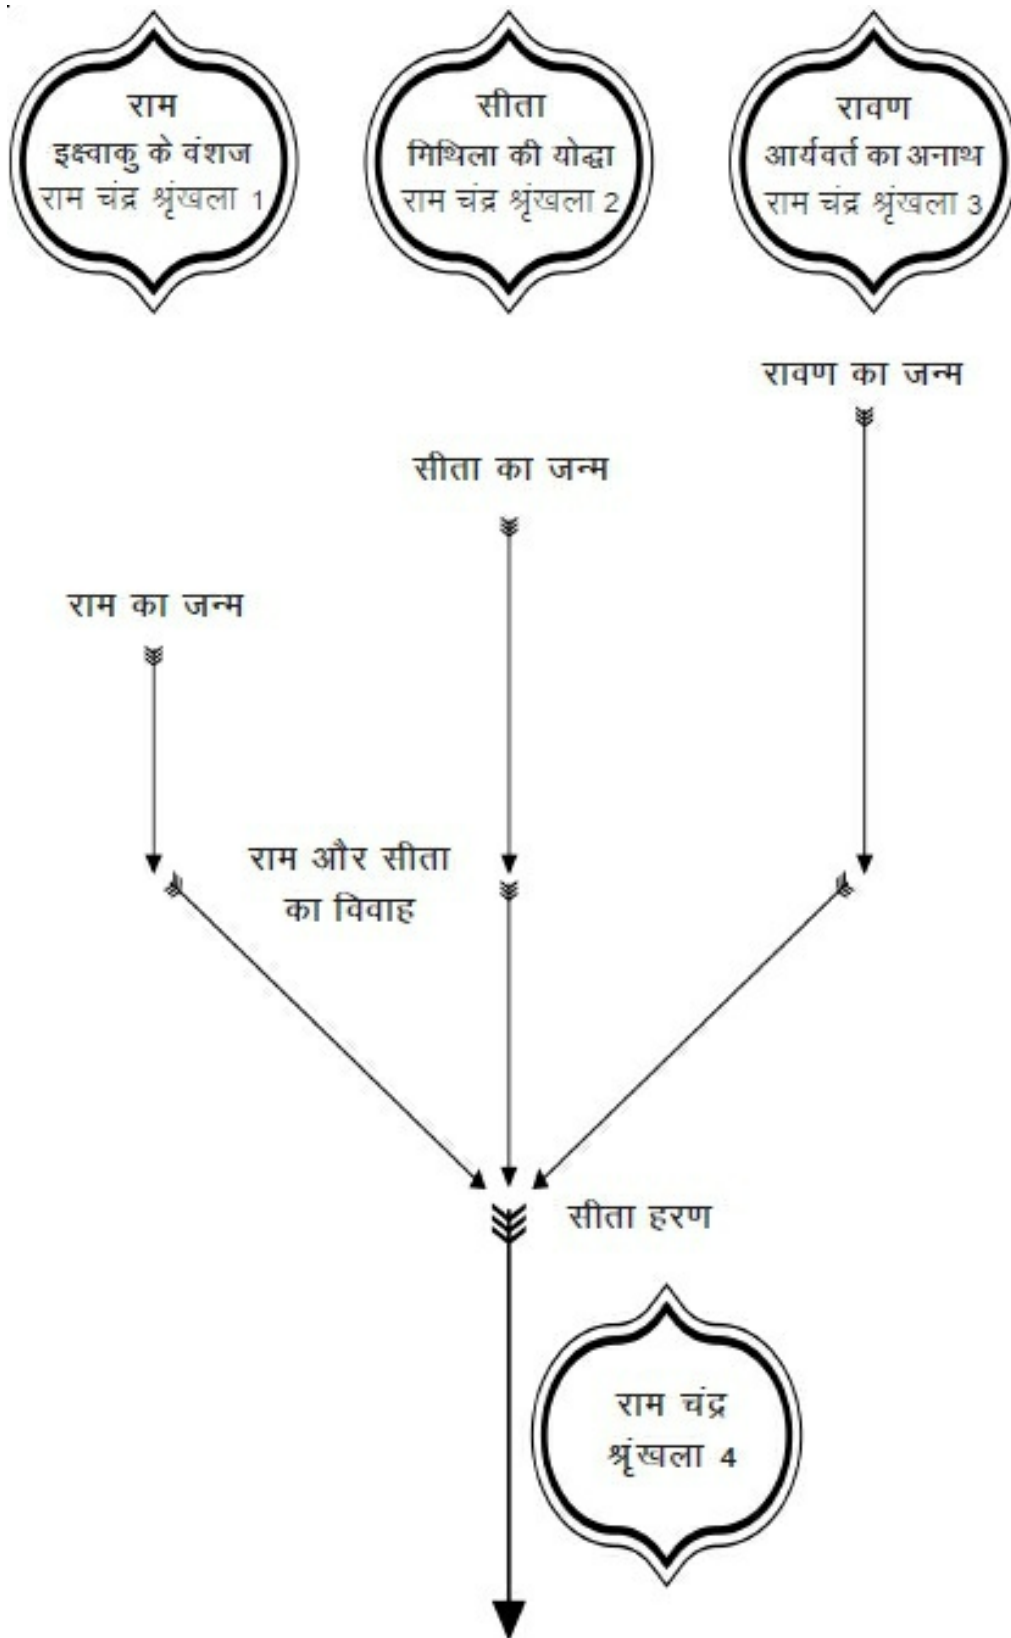 राम
इक्ष्वाकु के वंशज
राम चंद्र श्रृंखला 1
सीता
मिथिला की योद्धा
राम चंद्र श्रृंखला 2
रावण
आर्यवर्त का अनाथ
राम चंद्र श्रृंखला 3
रावण का जन्म
सीता का जन्म
राम का जन्म
राम और सीता
का विवाह
सीता हरण
राम चंद्र
श्रृंखला 4